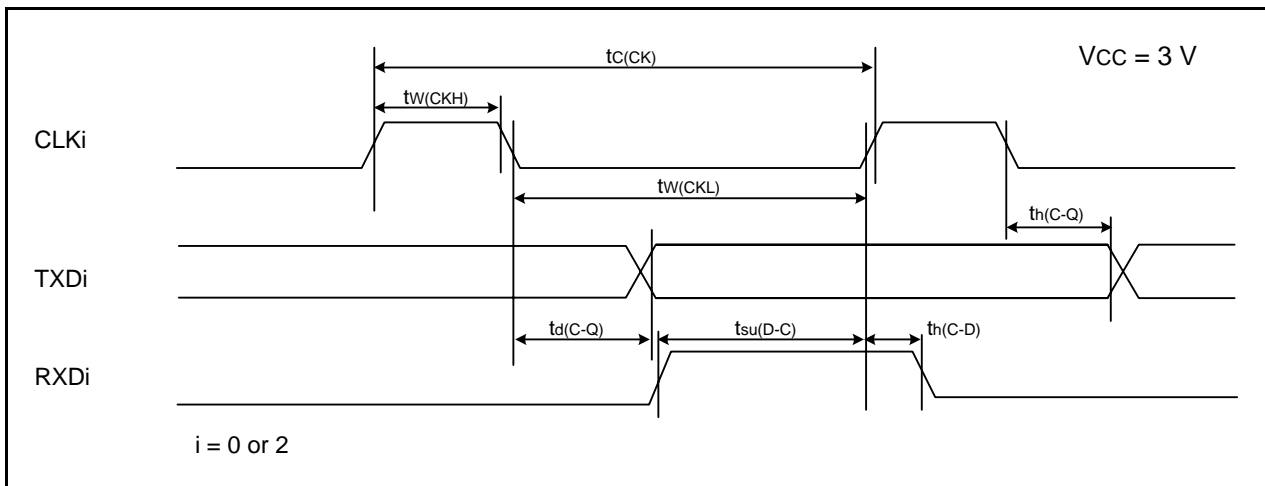 tC(CK)
VCC = 3 V
tW(CKH)
CLKi
tW(CKL)
th(C-Q)
TXDi
td(C-Q)
tsu(D-C)
th(C-D)
RXDi
i = 0 or 2